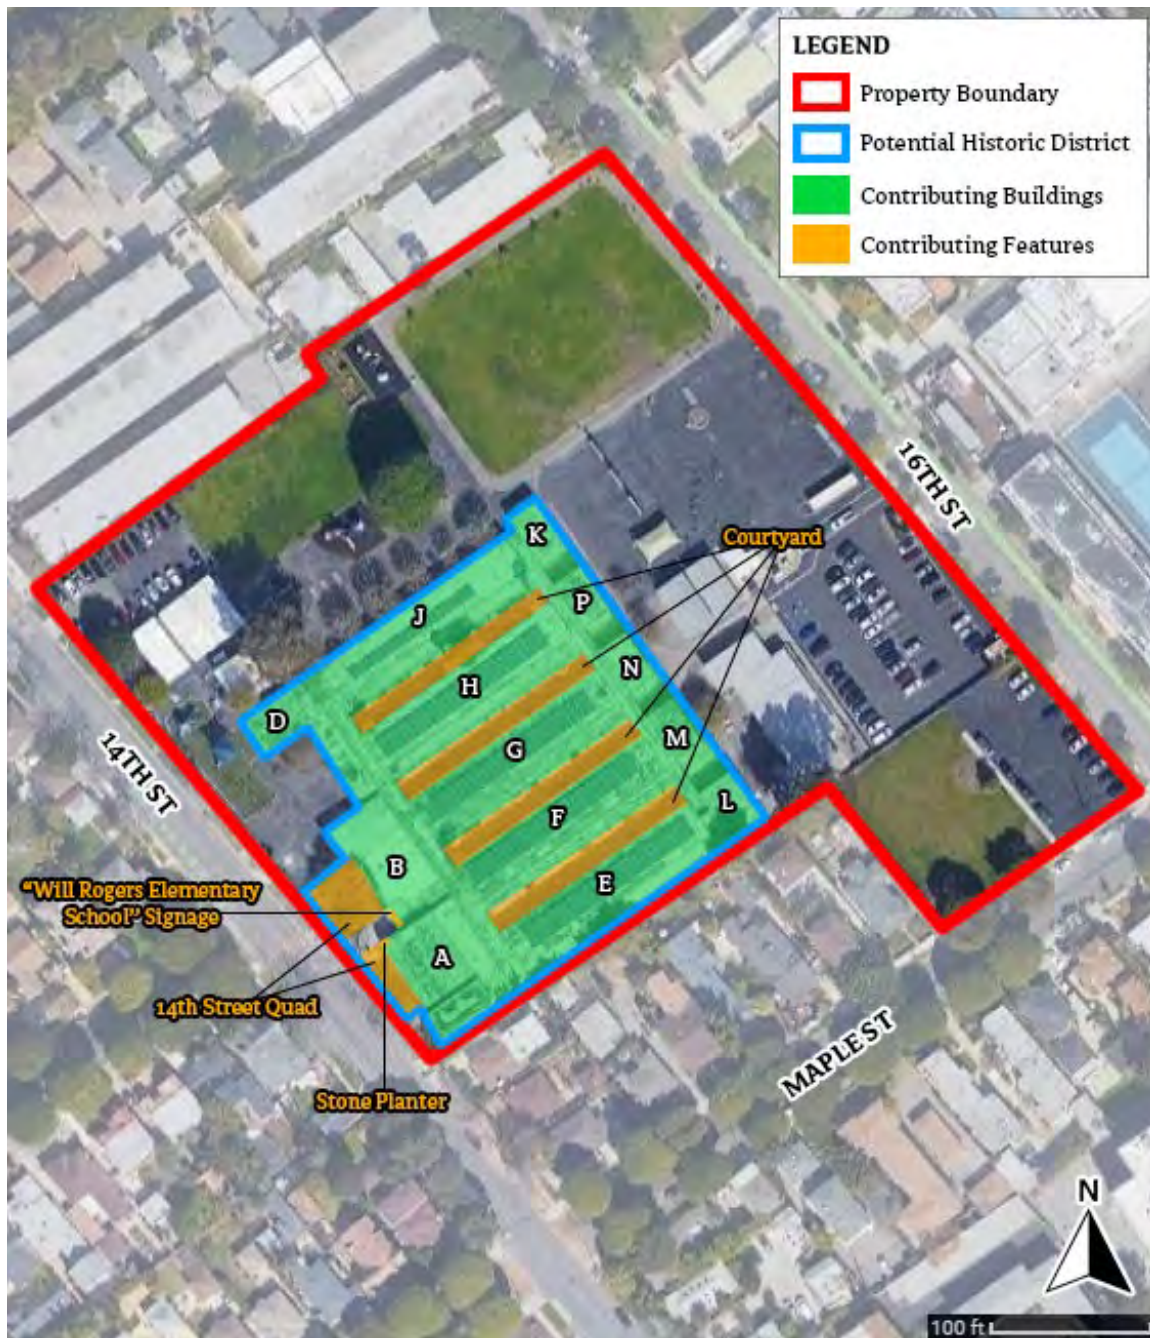 LEGEND
Property Boundary
Potential Historic District
Contributing Buildings
Contributing Features
16TH ST
Courtyard
K
P
J
N
H
D
M
G
14TH ST
L
F
B
E
“Will Rogers Elementary
School” Signage
A
14th Street Quad
MAPLE ST
Stone Planter
N
100 ft